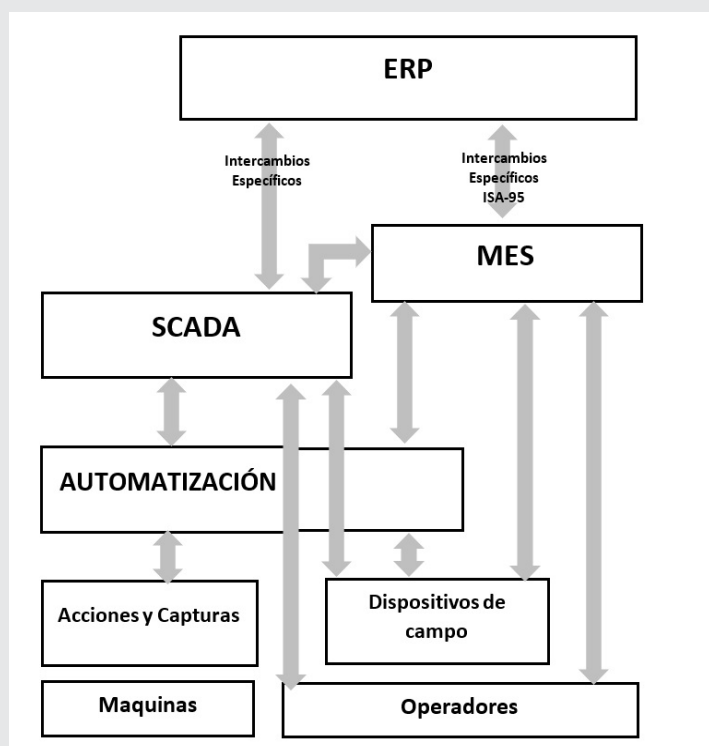 ERP
Intercambios
Específicos
Intercambios
Específicos
ISA-95
MES
SCADA
AUTOMATIZACIÓN
Acciones y Capturas
Dispositivos de
campo
Maquinas
Operadores